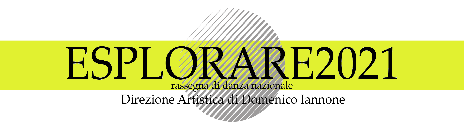 ESPLORARE2021
rassegna di danza nazionale
Direzione Artistica di Domenico Iannone